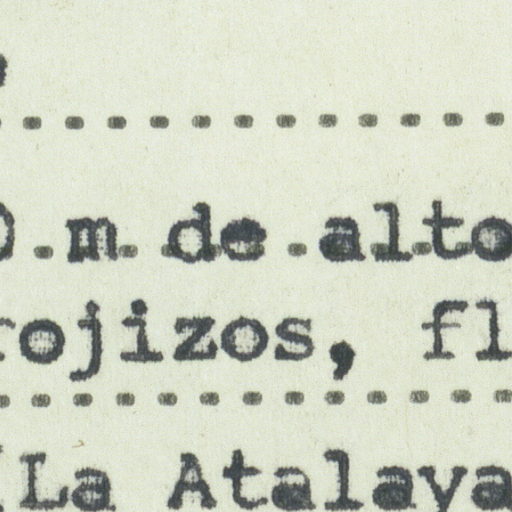 m de alto
rojizos, fl
La Atalaya